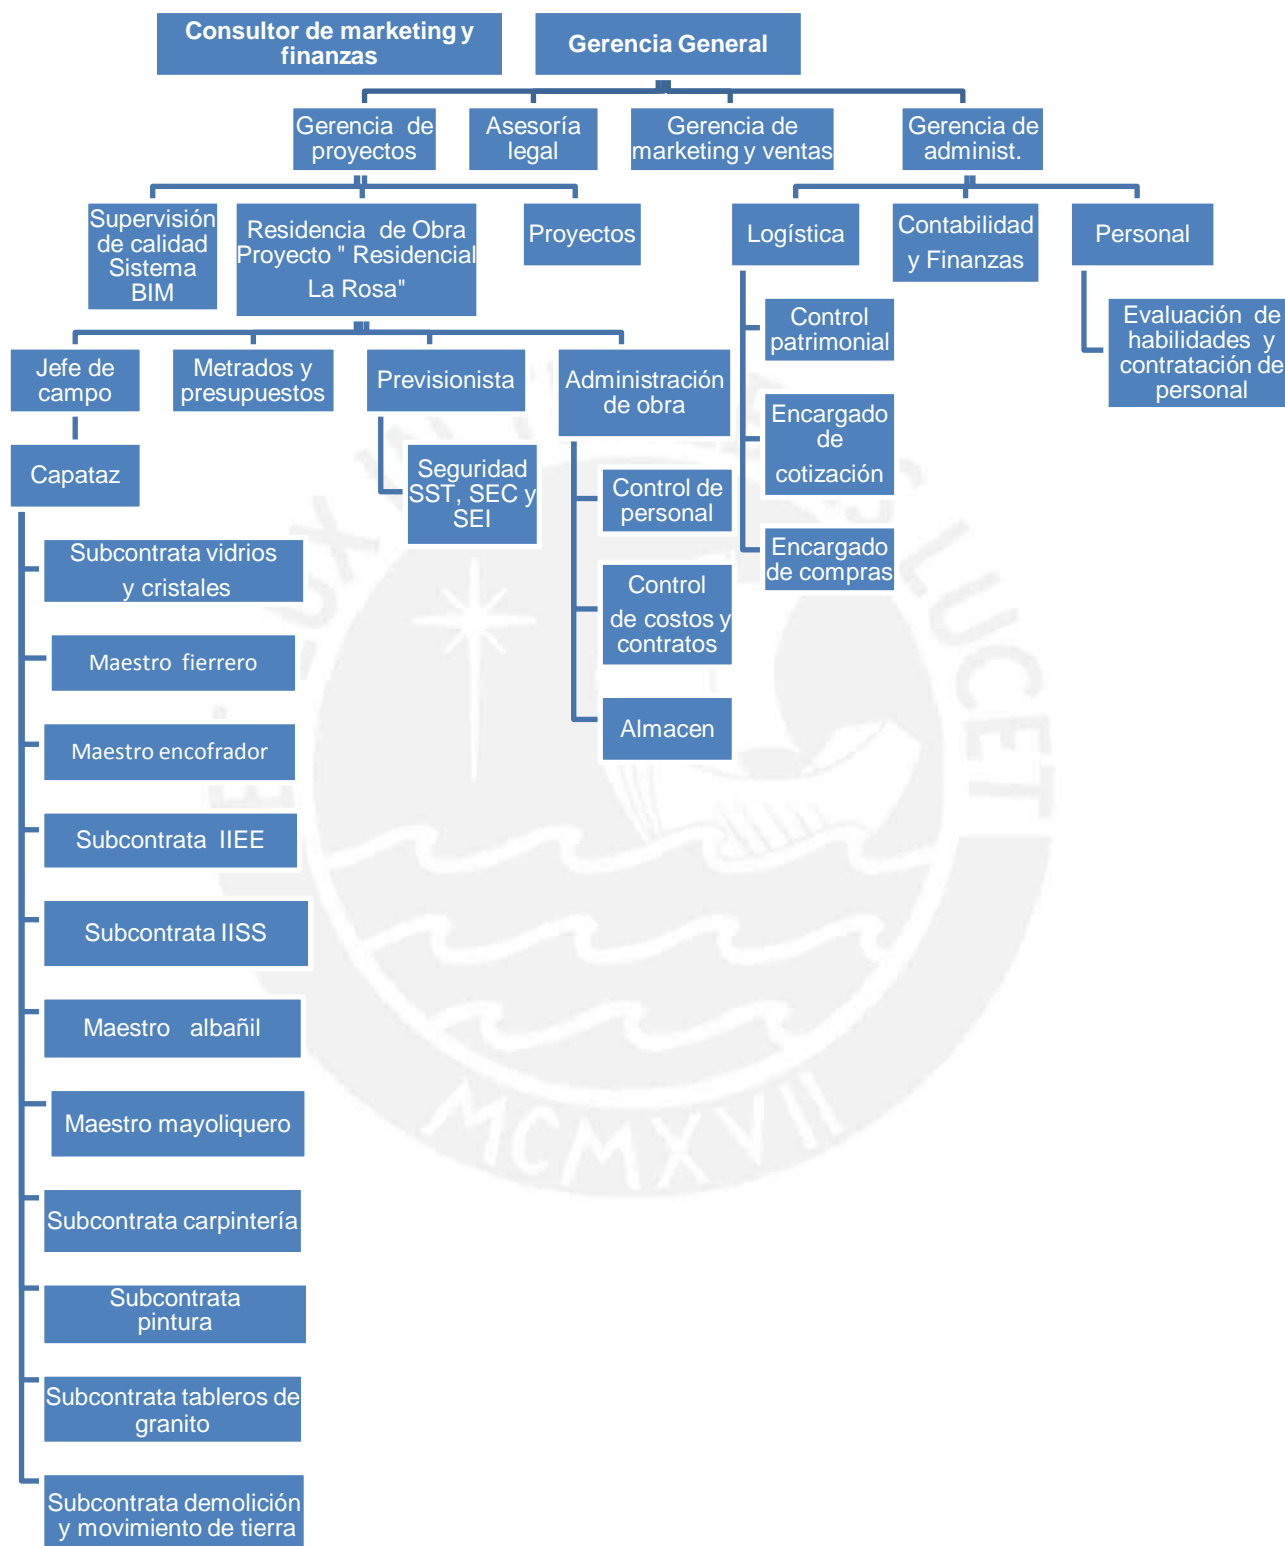 Consultor de marketing y
finanzas
Gerencia General
Gerencia de
proyectos
Asesoría
legal
Gerencia de
marketing y ventas
Gerencia de
administ.
Supervisión
de calidad
Sistema
BIM
Residencia de Obra
Proyecto " Residencial
La Rosa"
Proyectos
Logística
Contabilidad
y Finanzas
Personal
Control
patrimonial
Encargado
de
cotización
Encargado
de compras
Evaluación de
habilidades y
contratación de
personal
Jefe de
campo
Metrados y
presupuestos
Previsionista
Administración
de obra
Capataz
Seguridad
SST, SEC y
SEI
Control de
personal
Control
de costos y
contratos
Almacen
Subcontrata vidrios
y cristales
Maestro fierrero
Maestro encofrador
Subcontrata IIEE
Subcontrata IISS
Maestro albañil
Maestro mayoliquero
Subcontrata carpintería
Subcontrata
pintura
Subcontrata tableros de
granito
Subcontrata demolición
y movimiento de tierra
LUCET
MCMXVII